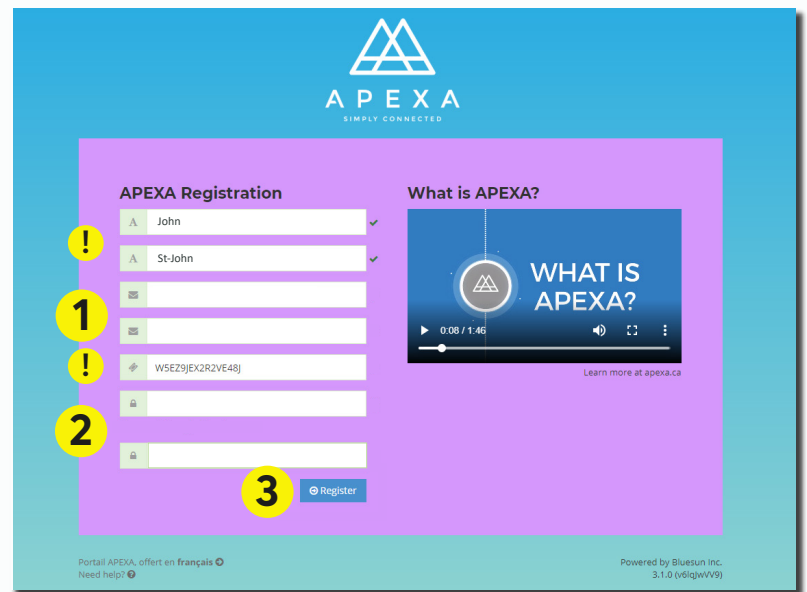 APEXA
SIMPLY CONNECTED
APEXA Registration
A John
!
A St-John
1
!
W5EZ9JEX2R2VE48J
2
3
Register
What is APEXA?
WHAT IS
APEXA?
0:08 / 1:46
Learn more at apexa.ca
Portail APEXA, offert en français
Need help?
Powered by Bluesun Inc.
3.1.0 (v6lqJwVV9)